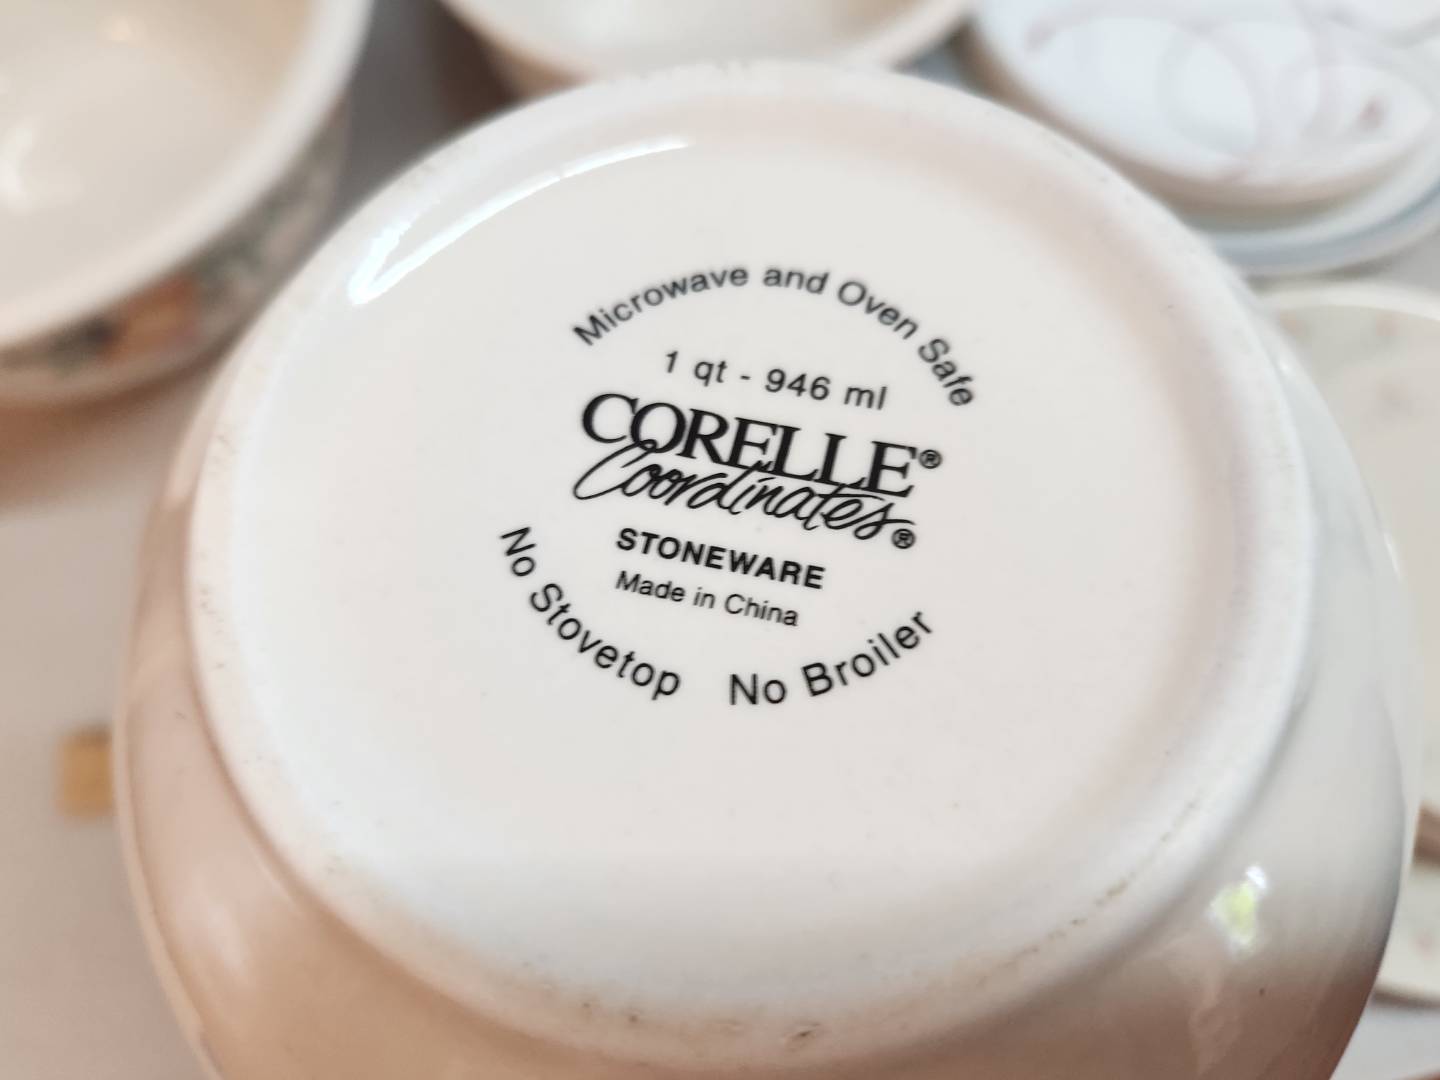 Microwave and Oven Safe
1 qt - 946 ml
CORELLE®
Coordinates®
STONEWARE
Made in China
No Stovetop No Broiler